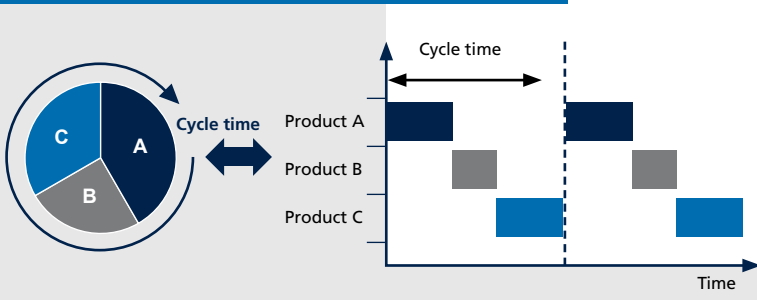 Cycle time
C
A
B
Cycle time
Product A
Product B
Product C
Time